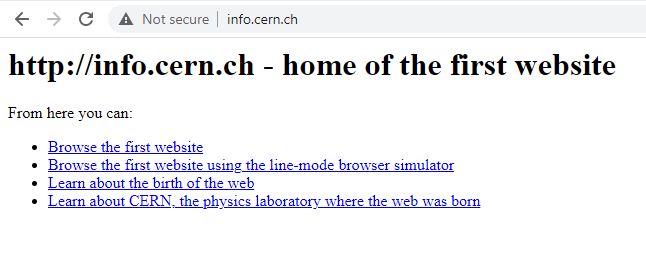 Not secure | info.cern.ch
http://info.cern.ch - home of the first website
From here you can:
Browse the first website
Browse the first website using the line-mode browser simulator
Learn about the birth of the web
Learn about CERN, the physics laboratory where the web was born